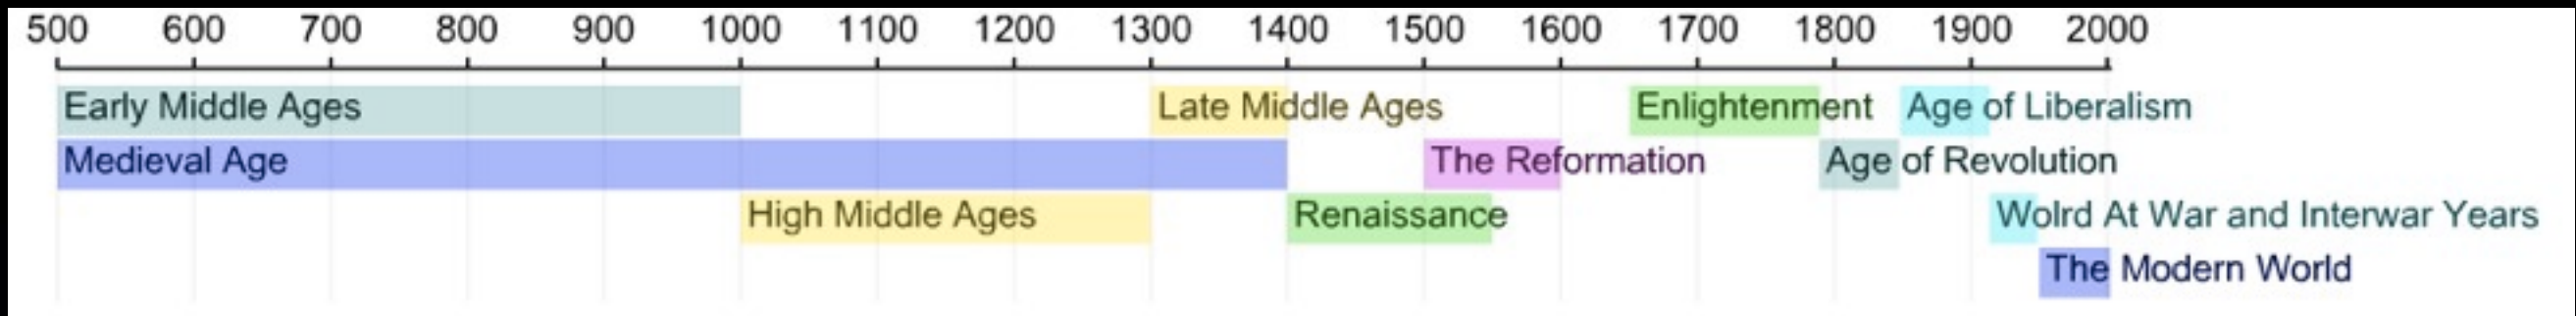 500 600 700 800 900 1000 1100 1200 1300 1400 1500 1600 1700 1800 1900 2000
Early Middle Ages Late Middle Ages Enlightenment Age of Liberalism
Medieval Age The Reformation Age of Revolution
High Middle Ages Renaissance Wolrd At War and Interwar Years
The Modern World